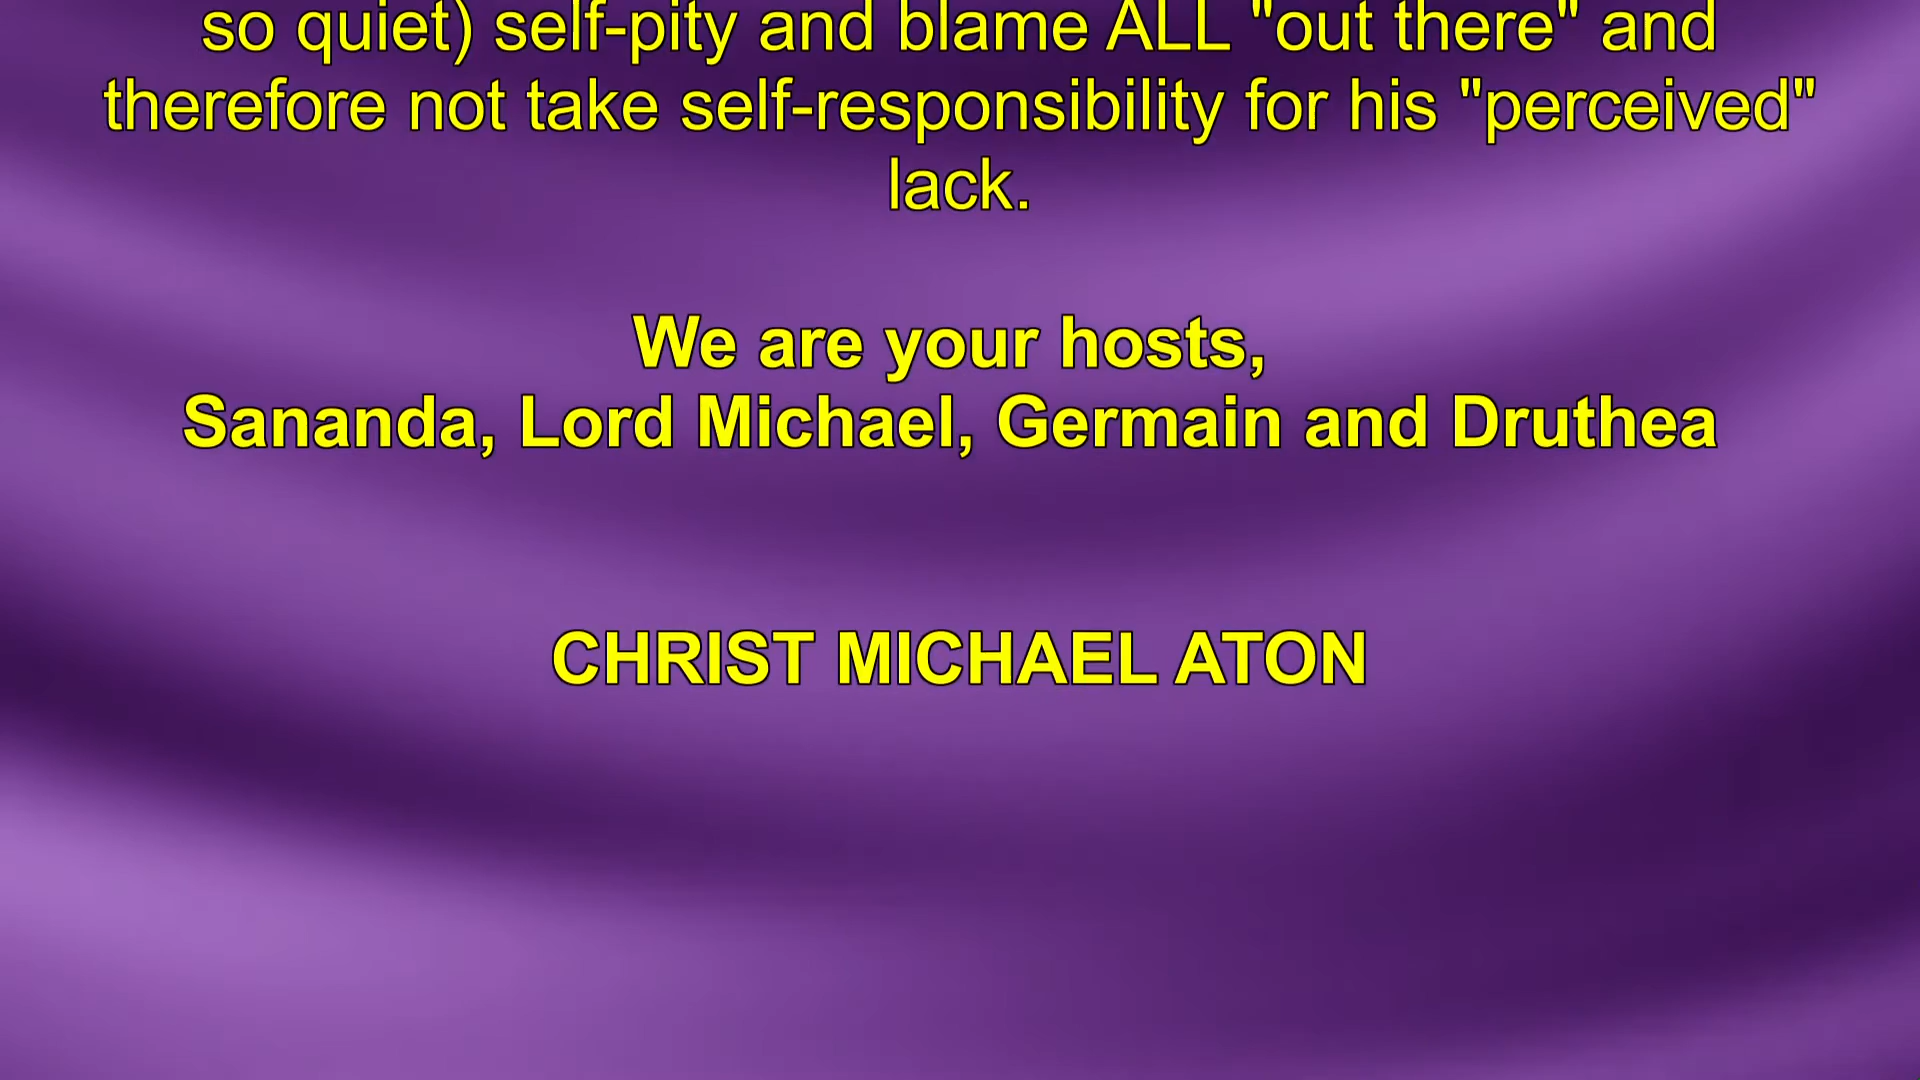 so quiet) self-pity and blame ALL "out there" and
therefore not take self-responsibility for his "perceived"
lack.
We are your hosts,
Sananda, Lord Michael, Germain and Druthea
CHRIST MICHAEL ATON